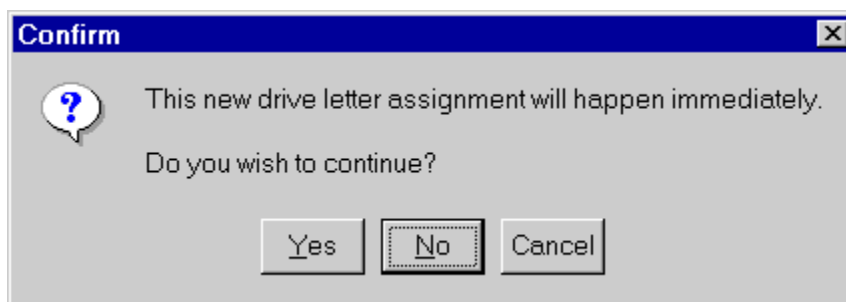 Confirm
This new drive letter assignment will happen immediately.
Do you wish to continue?
Yes No Cancel